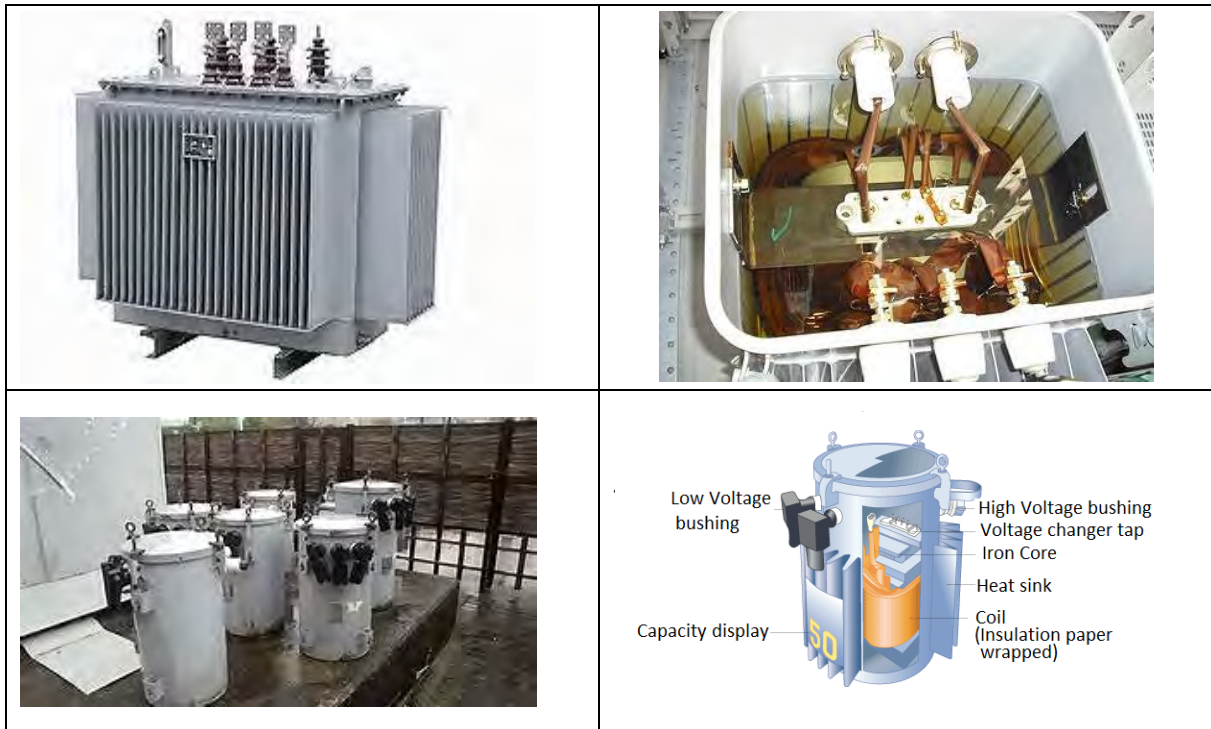 Low Voltage
bushing
High Voltage bushing
Voltage changer tap
Iron Core
Heat sink
Coil
(Insulation paper
wrapped)
Capacity display
50